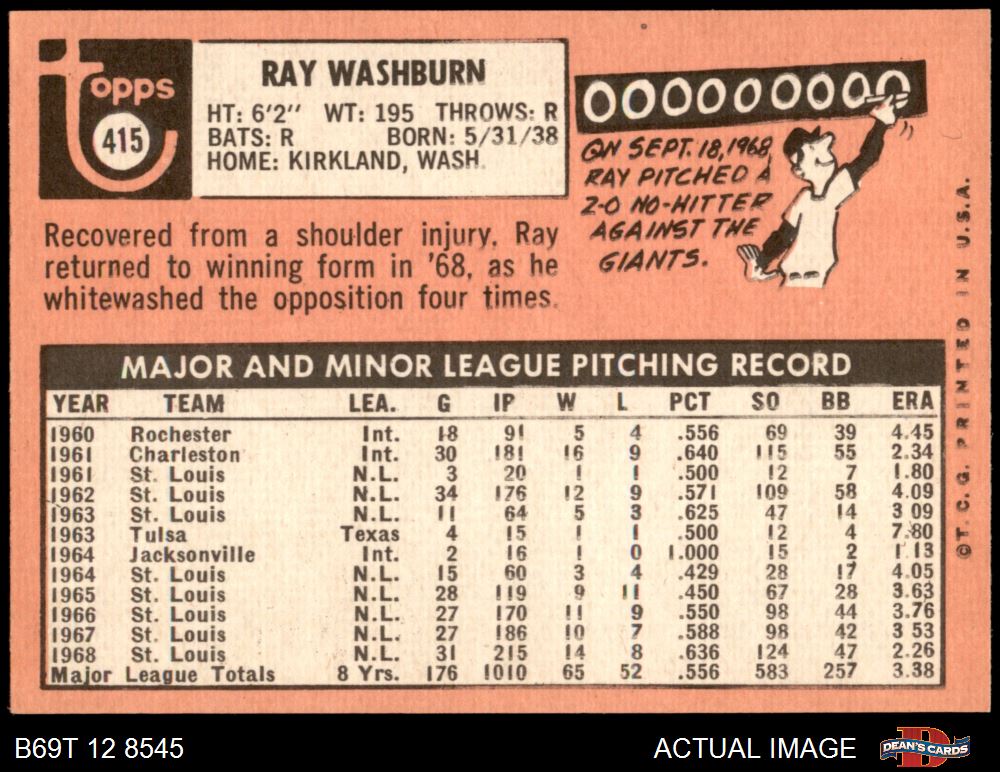 Topps
415
RAY WASHBURN
HT: 6'2" WT: 195 THROWS: R
BATS: R BORN: 5/31/38
HOME: KIRKLAND, WASH.
000000000
ON SEPT. 18, 1968,
RAY PITCHED A
2-0 NO-HITTER
AGAINST THE
GIANTS.
Recovered from a shoulder injury, Ray
returned to winning form in '68, as he
whitewashed the opposition four times.
MAJOR AND MINOR LEAGUE PITCHING RECORD
YEAR TEAM LEA. G IP W L PCT SO BB ERA
1960 Rochester Int. 18 91 5 4 .556 69 39 4.45
1961 Charleston Int. 30 181 16 9 .640 115 55 2.34
1961 St. Louis N.L. 3 20 1 1 .500 12 7 1.80
1962 St. Louis N.L. 34 176 12 9 .571 109 58 4.09
1963 St. Louis N.L. 11 64 5 3 .625 47 14 3.09
1963 Tulsa Texas 4 15 1 1 .500 12 4 7.80
1964 Jacksonville Int. 2 16 1 0 1.000 15 2 1.13
1964 St. Louis N.L. 15 60 3 4 .429 28 17 4.05
1965 St. Louis N.L. 28 119 9 11 .450 67 28 3.63
1966 St. Louis N.L. 27 170 11 9 .550 98 44 3.76
1967 St. Louis N.L. 27 186 10 7 .588 98 42 3.53
1968 St. Louis N.L. 31 215 14 8 .636 124 47 2.26
Major League Totals 8 Yrs. 176 1010 65 52 .556 583 257 3.38
©T.C.G. PRINTED IN U.S.A.
B69T 12 8545
ACTUAL IMAGE
D
DEAN'S CARDS